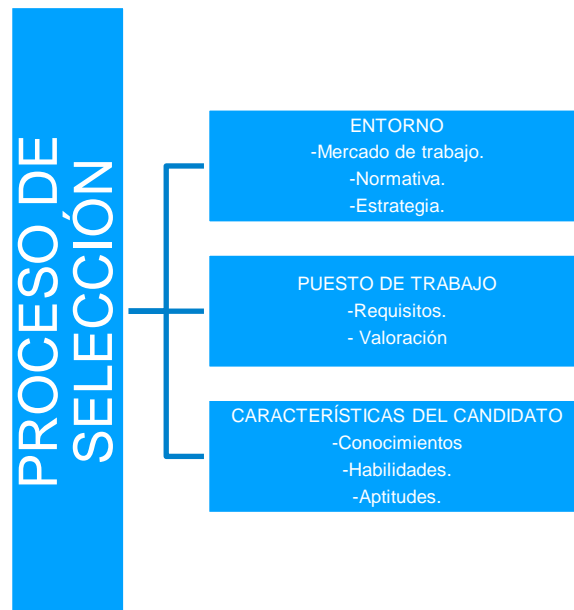 PROCESO DE
SELECCIÓN
ENTORNO
-Mercado de trabajo.
-Normativa.
-Estrategia.
PUESTO DE TRABAJO
-Requisitos.
- Valoración
CARACTERÍSTICAS DEL CANDIDATO
-Conocimientos
-Habilidades.
-Aptitudes.